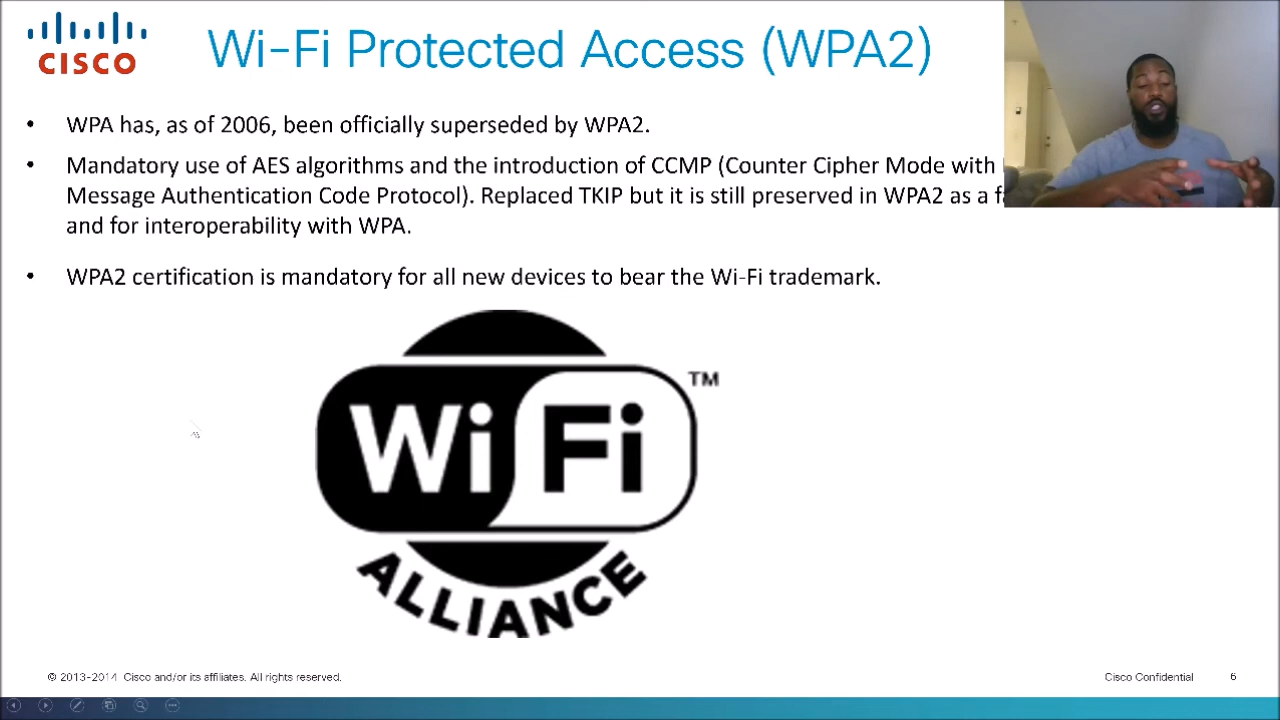 CISCO
Wi-Fi Protected Access (WPA2)
• WPA has, as of 2006, been officially superseded by WPA2.
• Mandatory use of AES algorithms and the introduction of CCMP (Counter Cipher Mode with
Message Authentication Code Protocol). Replaced TKIP but it is still preserved in WPA2 as a
and for interoperability with WPA.
• WPA2 certification is mandatory for all new devices to bear the Wi-Fi trademark.
Wi Fi TM
ALLIANCE
© 2013-2014 Cisco and/or its affiliates. All rights reserved.
Cisco Confidential 6